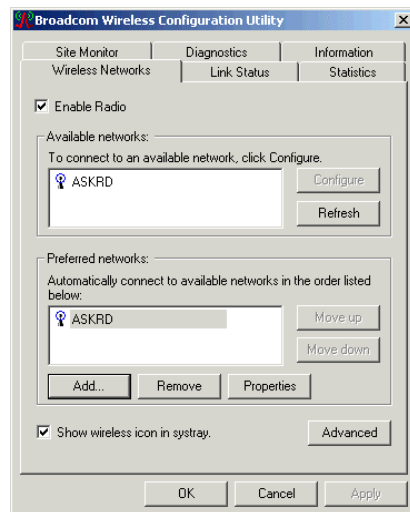 Broadcom Wireless Configuration Utility
Site Monitor Diagnostics Information
Wireless Networks Link Status Statistics
Enable Radio
Available networks:
To connect to an available network, click Configure.
ASKRD
Configure
Refresh
Preferred networks:
Automatically connect to available networks in the order listed
below:
ASKRD
Move up
Move down
Add... Remove Properties
Show wireless icon in systray. Advanced
OK Cancel Apply